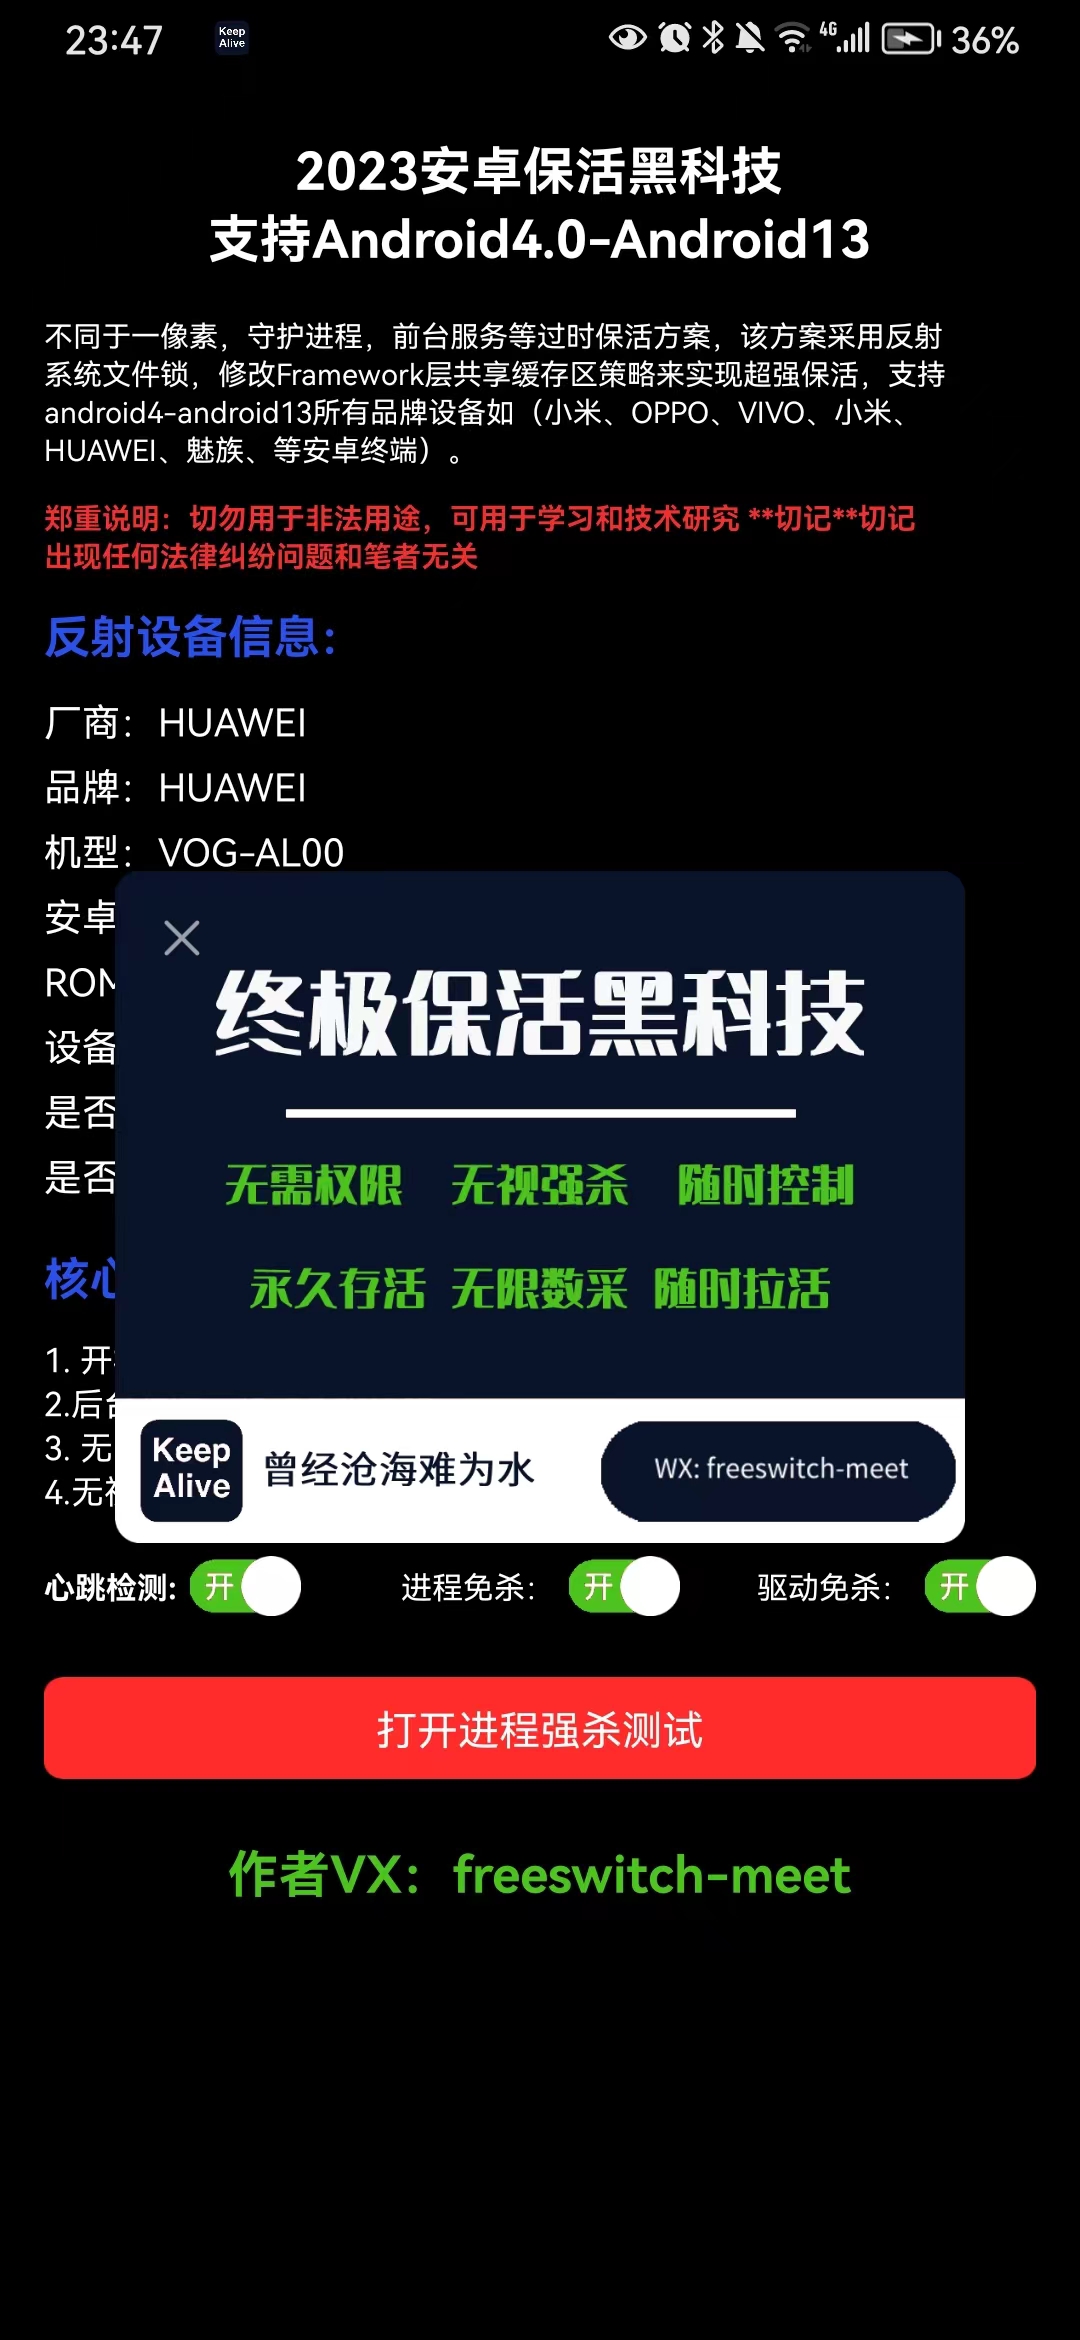 23:47
Keep
Alive
4G
36%
2023安卓保活黑科技
支持Android4.0-Android13
不同于一像素，守护进程，前台服务等过时保活方案，该方案采用反射
系统文件锁，修改Framework层共享缓存区策略来实现超强保活，支持
android4-android13所有品牌设备如（小米、OPPO、VIVO、小米、
HUAWEI、魅族、等安卓终端）。
郑重说明：切勿用于非法用途，可用于学习和技术研究 **切记**切记
出现任何法律纠纷问题和笔者无关
反射设备信息：
厂商： HUAWEI
品牌： HUAWEI
机型： VOG-AL00
安卓
ROM
设备
是否
是否
核心
1. 开
2.后台
3. 无
4.无视
终极保活黑科技
无需权限 无视强杀 随时控制
永久存活 无限数采 随时拉活
Keep
Alive
曾经沧海难为水
WX: freeswitch-meet
心跳检测: 开 进程免杀： 开 驱动免杀： 开
打开进程强杀测试
作者VX：freeswitch-meet